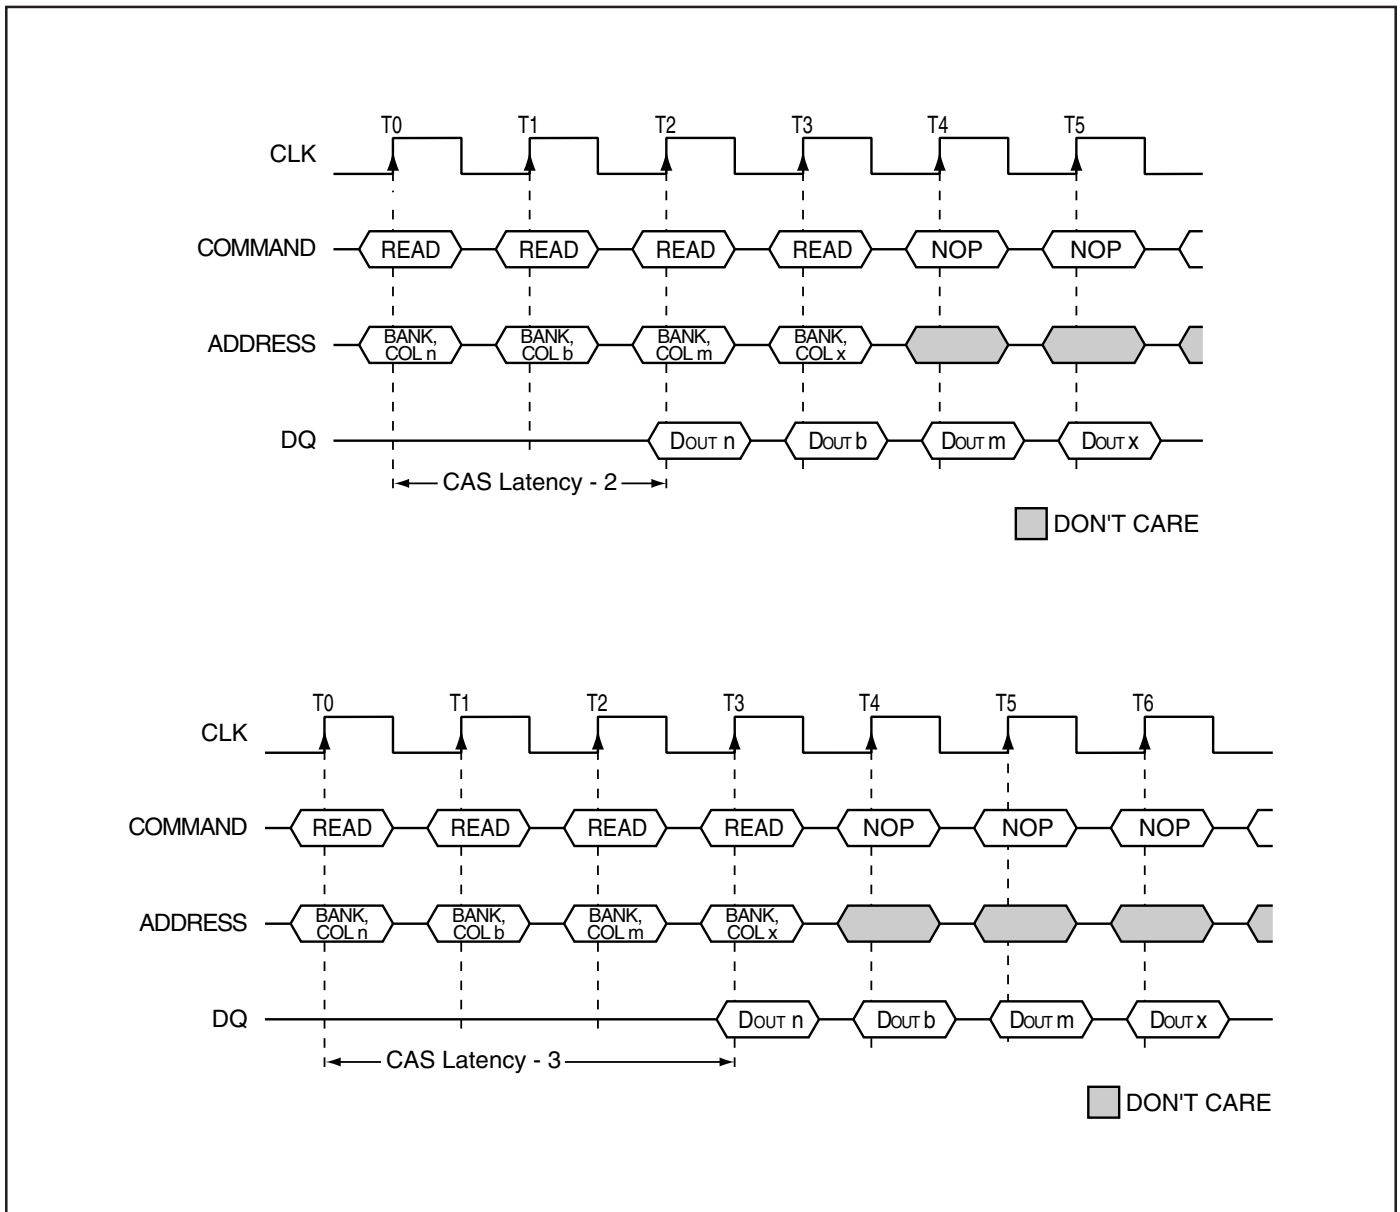 T0 T1 T2 T3 T4 T5
CLK
COMMAND READ READ READ READ NOP NOP
ADDRESS BANK, COL n BANK, COL b BANK, COL m BANK, COL x
DQ DOUT n DOUT b DOUT m DOUT x
CAS Latency - 2
DON'T CARE
T0 T1 T2 T3 T4 T5 T6
CLK
COMMAND READ READ READ READ NOP NOP NOP
ADDRESS BANK, COL n BANK, COL b BANK, COL m BANK, COL x
DQ DOUT n DOUT b DOUT m DOUT x
CAS Latency - 3
DON'T CARE